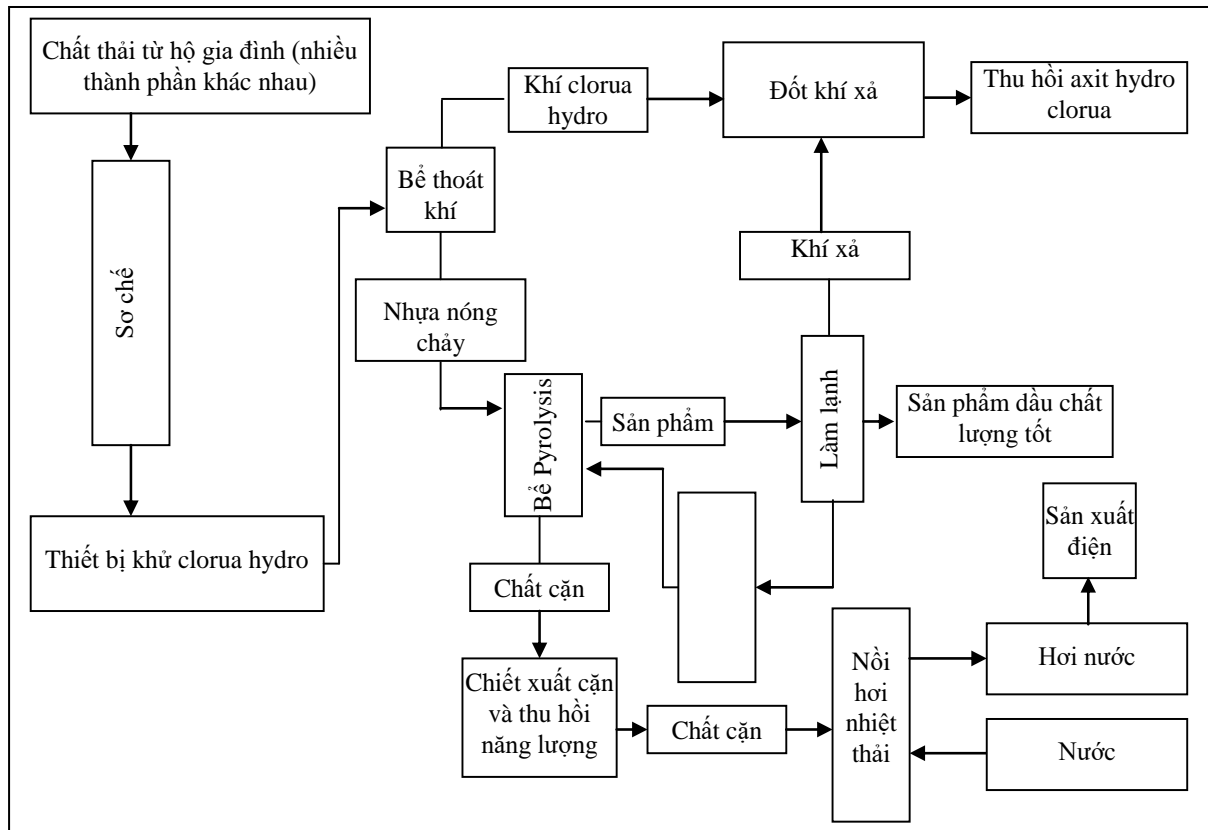 Chất thải từ hộ gia đình (nhiều
thành phần khác nhau)
Sơ chế
Thiết bị khử clorua hydro
Bể thoát
khí
Khí clorua
hydro
Đốt khí xả
Thu hồi axit hydro
clorua
Khí xả
Nhựa nóng
chảy
Bể Pyrolysis
Sản phẩm
Làm lạnh
Sản phẩm dầu chất
lượng tốt
Chất cặn
Chiết xuất cặn
và thu hồi
năng lượng
Chất cặn
Nồi
hơi
nhiệt
thải
Sản xuất
điện
Hơi nước
Nước